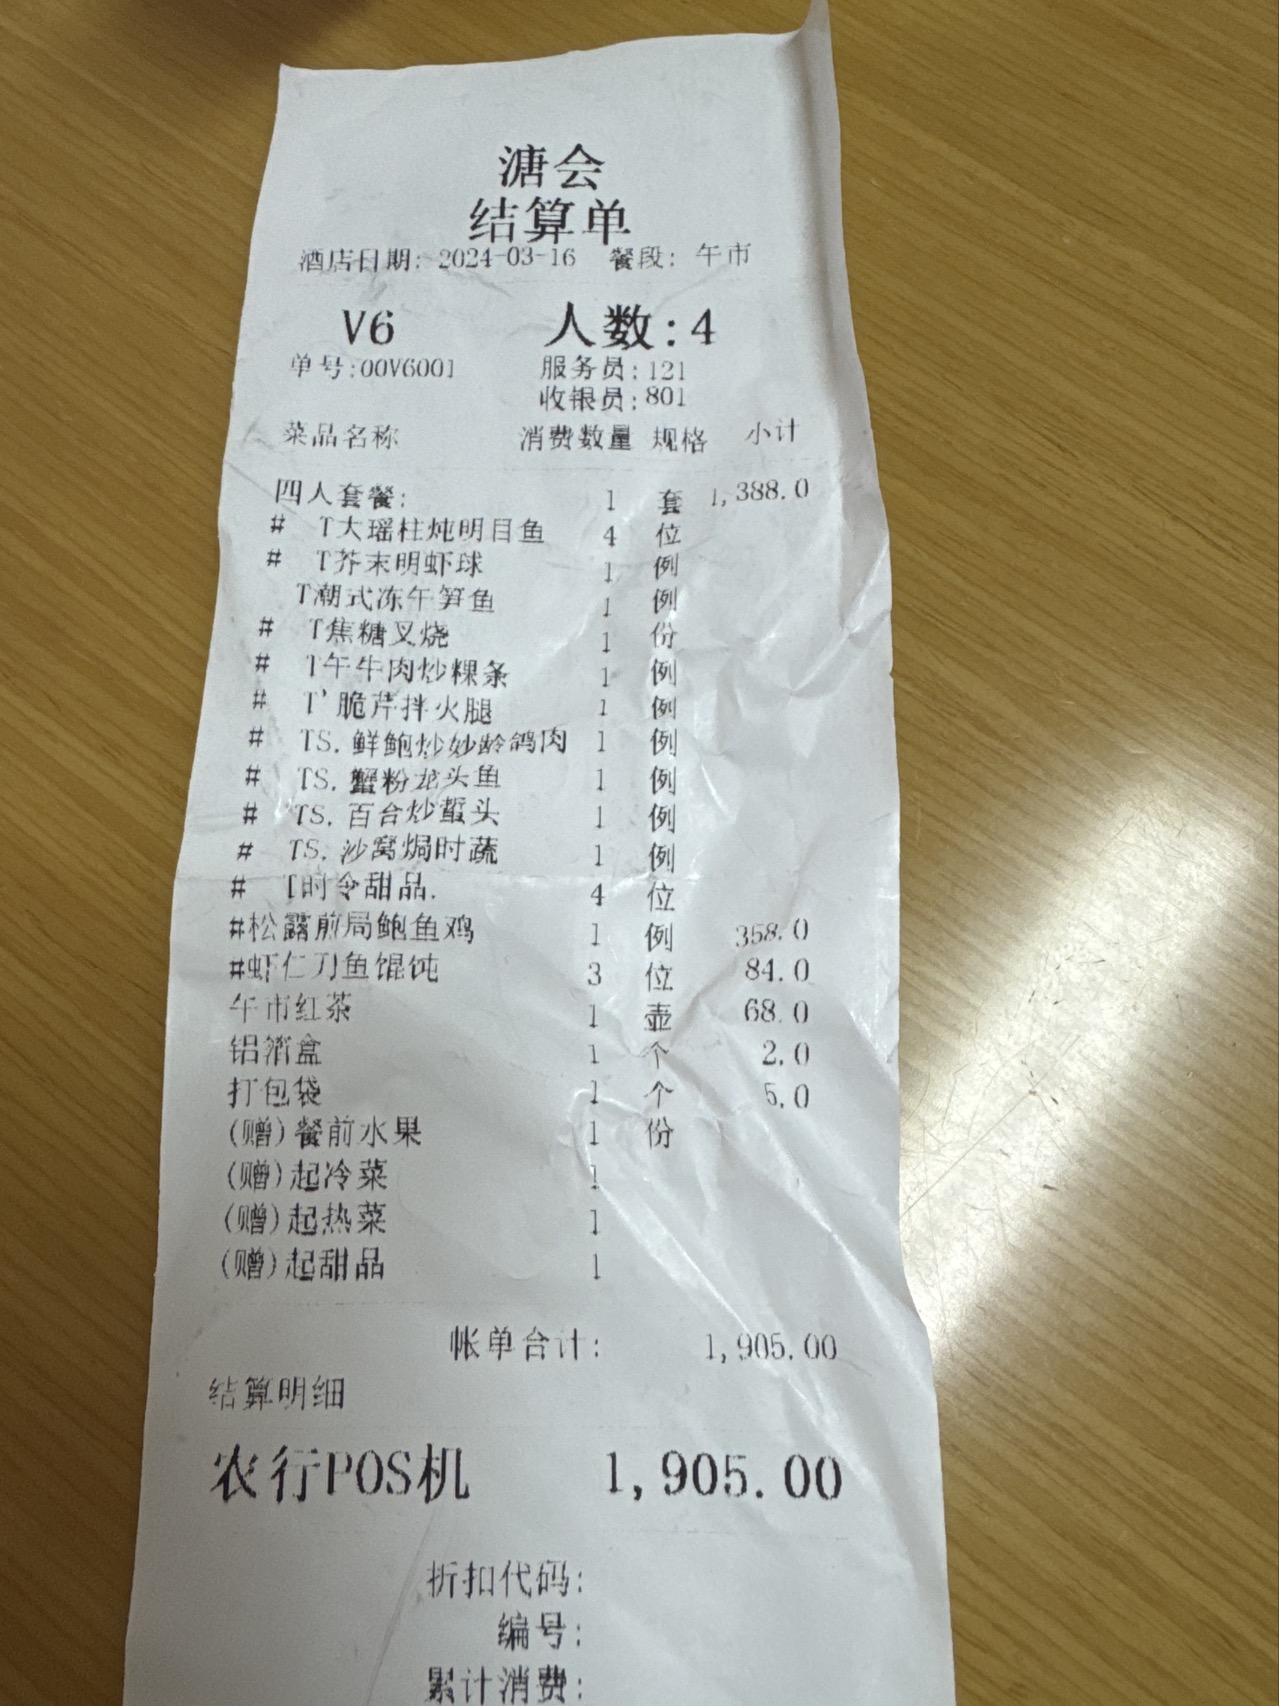 溏会
结算单
酒店日期: 2024-03-16 餐段: 午市
V6 人数:4
单号:00V6001 服务员:121
收银员:801
菜品名称 消费数量 规格 小计
四人套餐: 1 套 1,388.0
# T大瑶柱炖明目鱼 4 位
# T芥末明虾球 1 例
T潮式冻午笋鱼 1 例
# T焦糖叉烧 1 份
# T午牛肉炒粿条 1 例
# T'脆芹拌火腿 1 例
# TS.鲜鲍炒妙龄鸽肉 1 例
# TS.蟹粉龙头鱼 1 例
# TS.百合炒蜇头 1 例
# TS.沙窝焗时蔬 1 例
# T时令甜品. 4 位
#松露前局鲍鱼鸡 1 例 358.0
#虾仁刀鱼馄饨 3 位 84.0
午市红茶 1 壶 68.0
铝箔盒 1 个 2.0
打包袋 1 个 5.0
(赠)餐前水果 1 份
(赠)起冷菜 1
(赠)起热菜 1
(赠)起甜品 1
帐单合计: 1,905.00
结算明细
农行POS机 1,905.00
折扣代码:
编号:
累计消费: